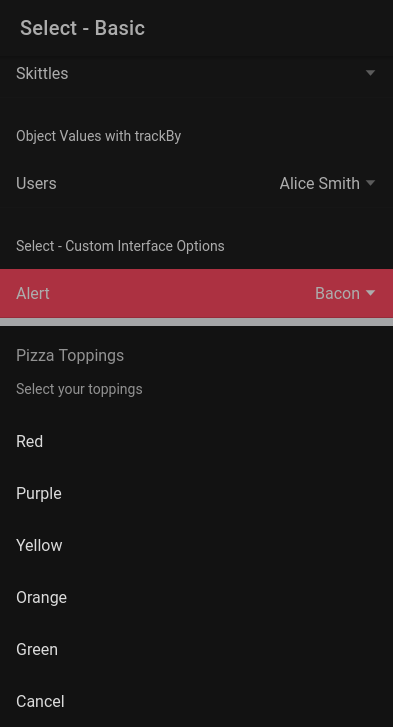 Select - Basic
Skittles
Object Values with trackBy
Users Alice Smith
Select - Custom Interface Options
Alert Bacon
Pizza Toppings
Select your toppings
Red
Purple
Yellow
Orange
Green
Cancel